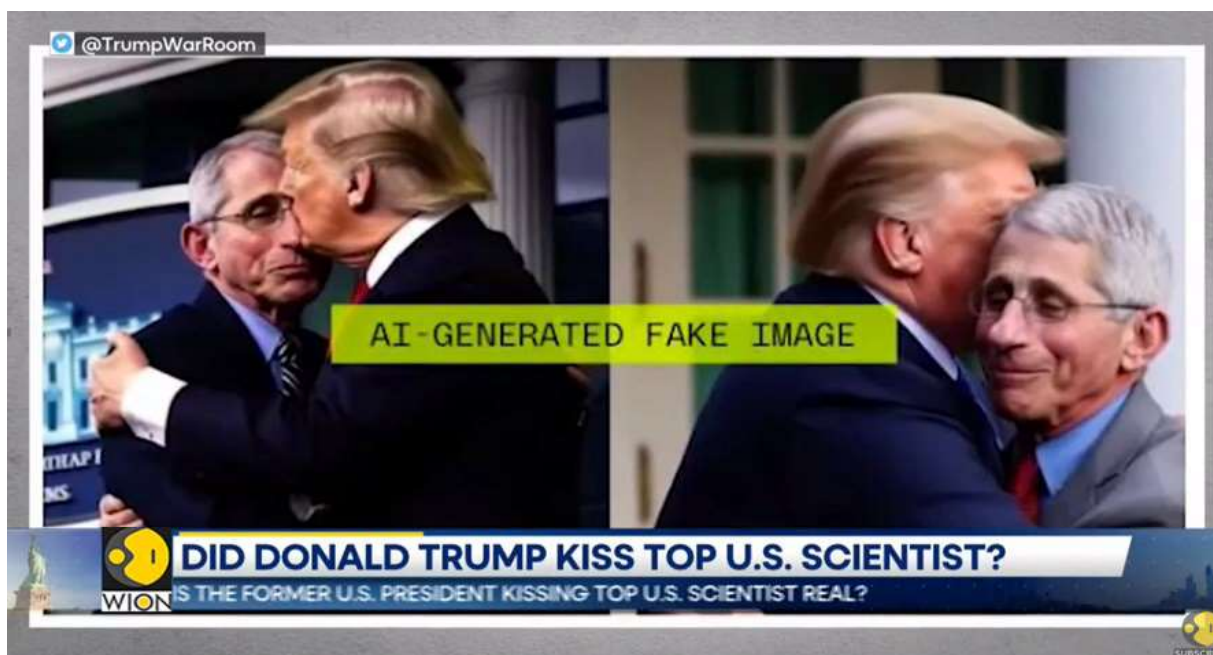 @TrumpWarRoom
AI-GENERATED FAKE IMAGE
DID DONALD TRUMP KISS TOP U.S. SCIENTIST?
WION
IS THE FORMER U.S. PRESIDENT KISSING TOP U.S. SCIENTIST REAL?